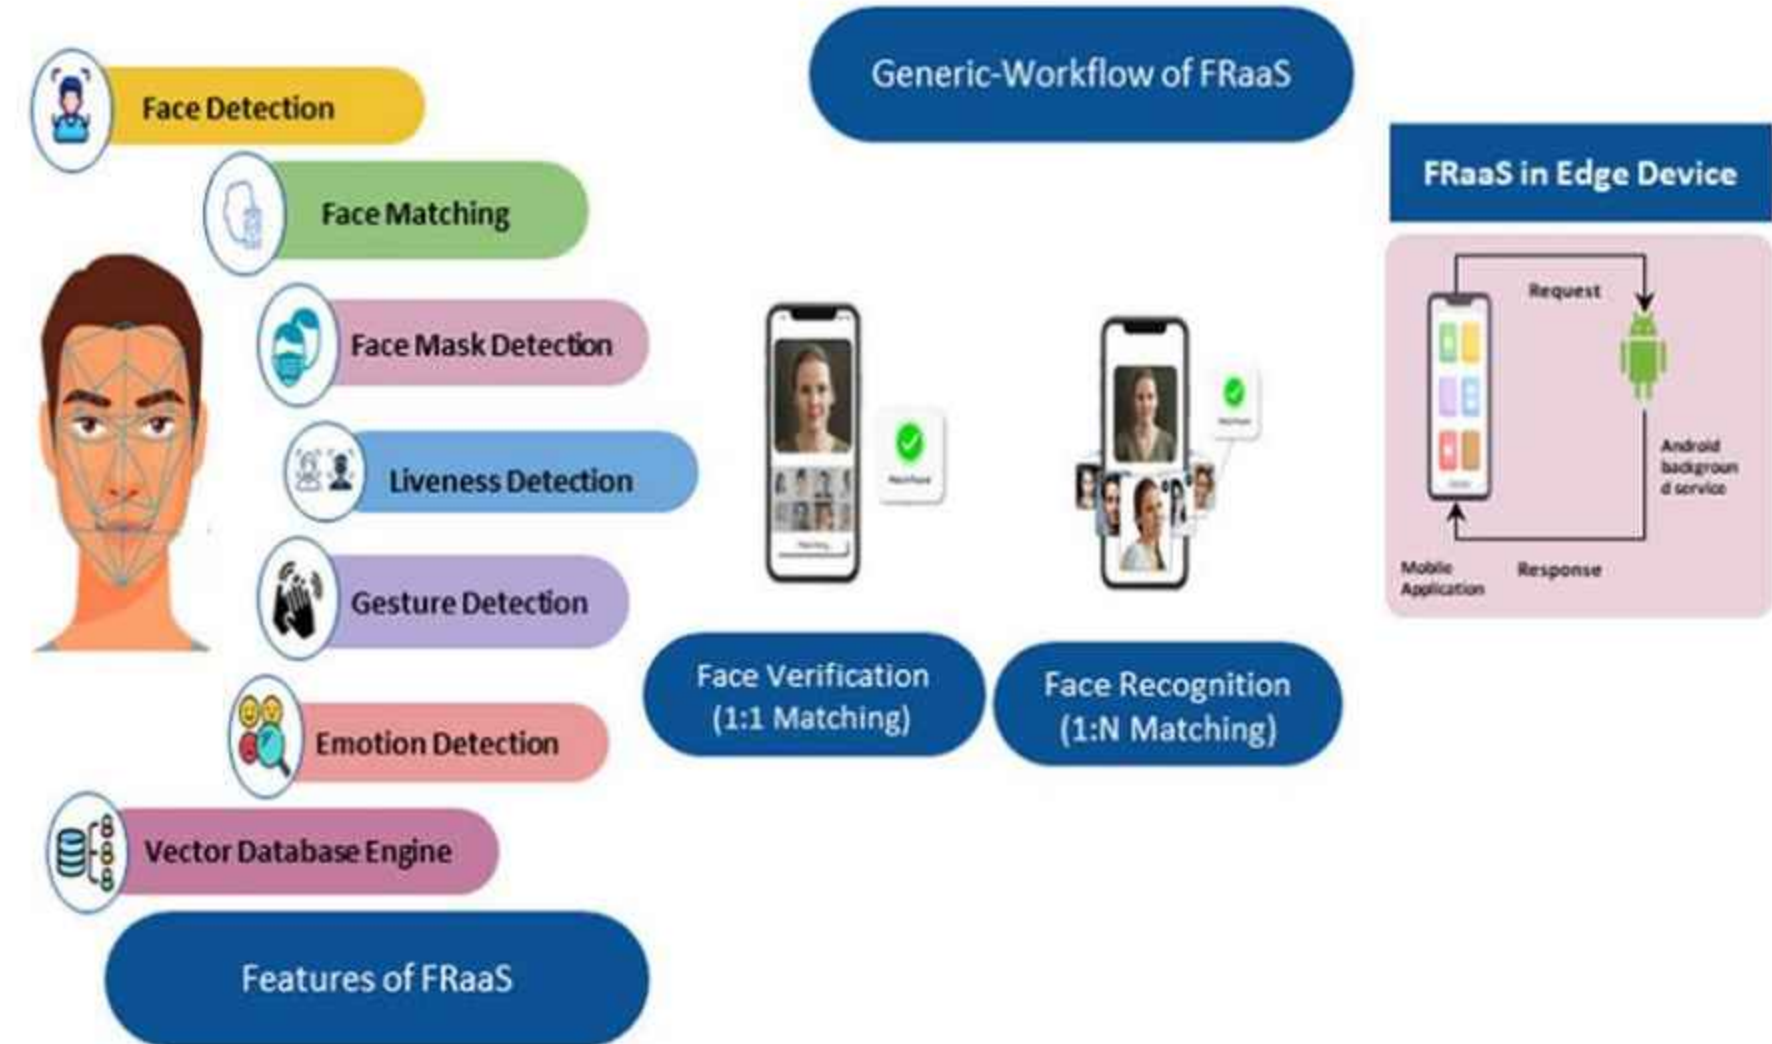 Generic-Workflow of FRaaS
Face Detection
Face Matching
Face Mask Detection
Liveness Detection
Gesture Detection
Emotion Detection
Vector Database Engine
Features of FRaaS
Face Verification
(1:1 Matching)
Face Recognition
(1:N Matching)
FRaaS in Edge Device
Request
Android
backgroun
d service
Mobile
Application
Response